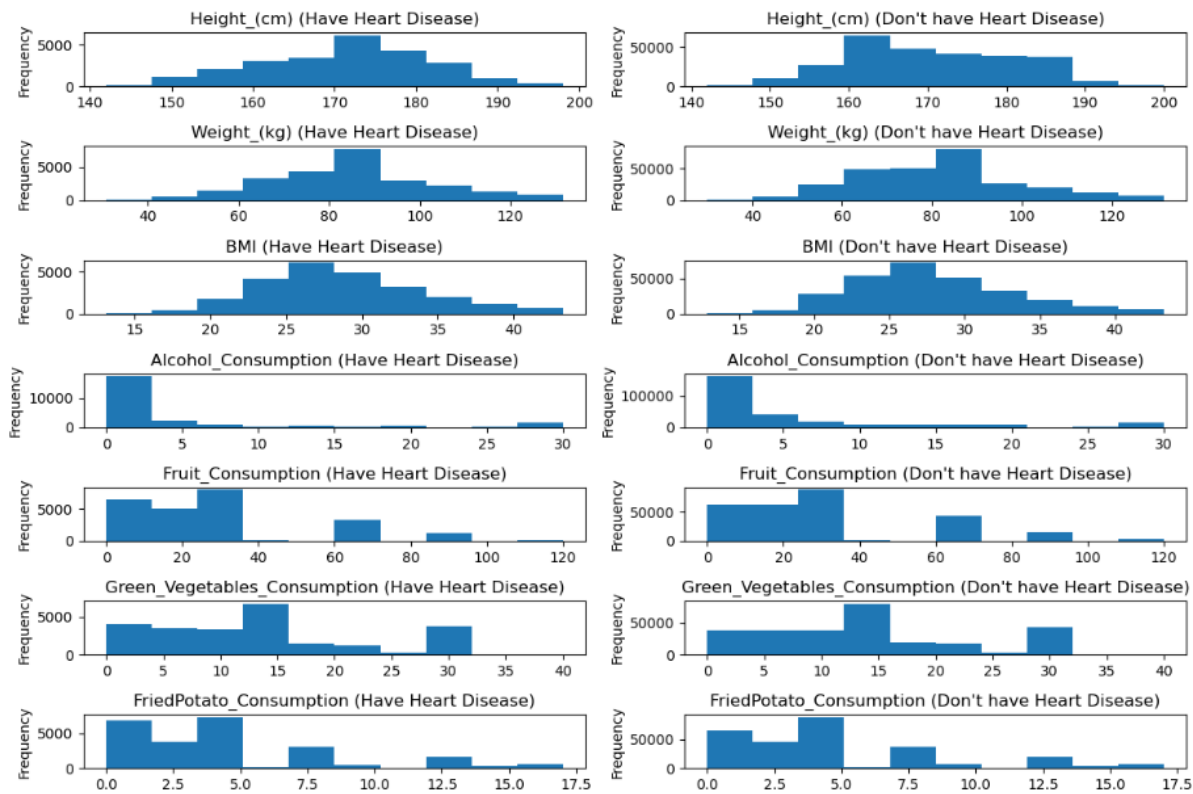 Height_(cm) (Have Heart Disease)
Frequency
5000
0
140 150 160 170 180 190 200
Height_(cm) (Don't have Heart Disease)
Frequency
50000
0
140 150 160 170 180 190 200
Weight_(kg) (Have Heart Disease)
Frequency
5000
0
40 60 80 100 120
Weight_(kg) (Don't have Heart Disease)
Frequency
50000
0
40 60 80 100 120
BMI (Have Heart Disease)
Frequency
5000
0
15 20 25 30 35 40
BMI (Don't have Heart Disease)
Frequency
50000
0
15 20 25 30 35 40
Alcohol_Consumption (Have Heart Disease)
Frequency
10000
0
0 5 10 15 20 25 30
Alcohol_Consumption (Don't have Heart Disease)
Frequency
100000
0
0 5 10 15 20 25 30
Fruit_Consumption (Have Heart Disease)
Frequency
5000
0
0 20 40 60 80 100 120
Fruit_Consumption (Don't have Heart Disease)
Frequency
50000
0
0 20 40 60 80 100 120
Green_Vegetables_Consumption (Have Heart Disease)
Frequency
5000
0
0 5 10 15 20 25 30 35 40
Green_Vegetables_Consumption (Don't have Heart Disease)
Frequency
50000
0
0 5 10 15 20 25 30 35 40
FriedPotato_Consumption (Have Heart Disease)
Frequency
5000
0
0.0 2.5 5.0 7.5 10.0 12.5 15.0 17.5
FriedPotato_Consumption (Don't have Heart Disease)
Frequency
50000
0
0.0 2.5 5.0 7.5 10.0 12.5 15.0 17.5